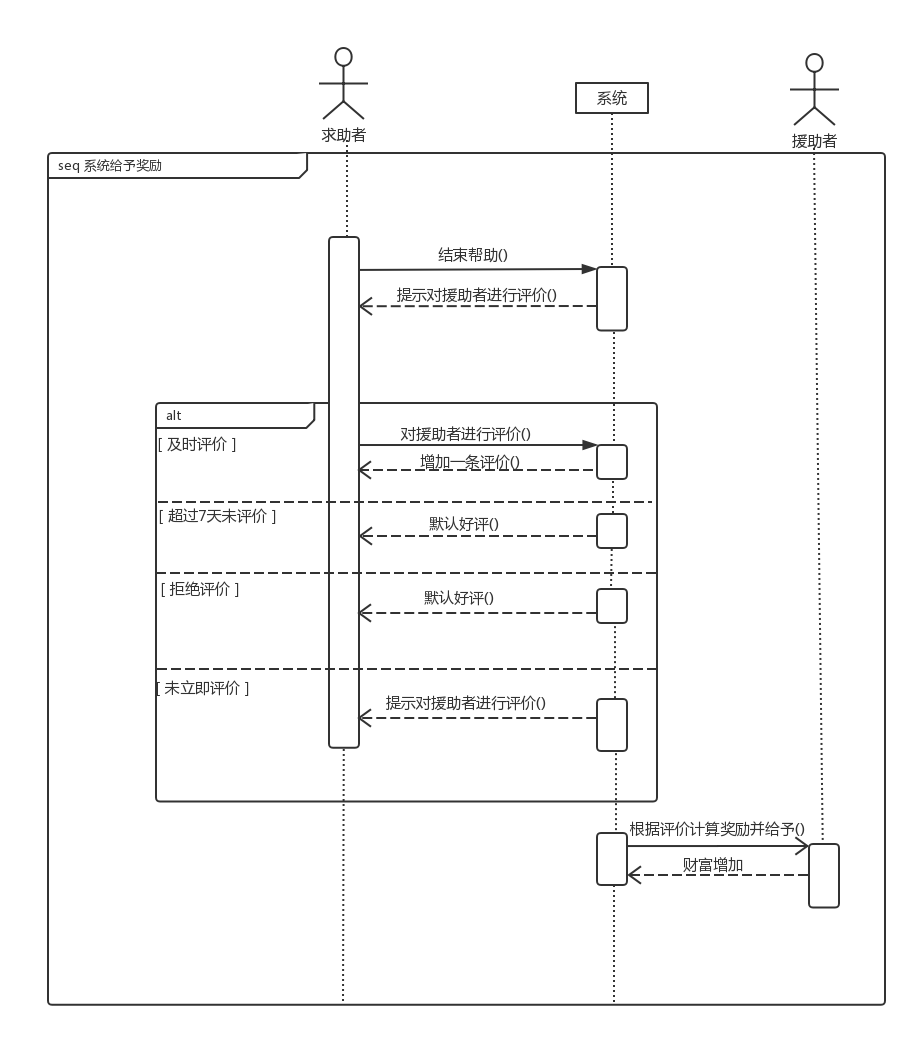 求助者
系统
援助者
seq 系统给予奖励
结束帮助()
提示对援助者进行评价()
alt
[ 及时评价 ]
对援助者进行评价()
增加一条评价()
[ 超过7天未评价 ]
默认好评()
[ 拒绝评价 ]
默认好评()
[ 未立即评价 ]
提示对援助者进行评价()
根据评价计算奖励并给予()
财富增加